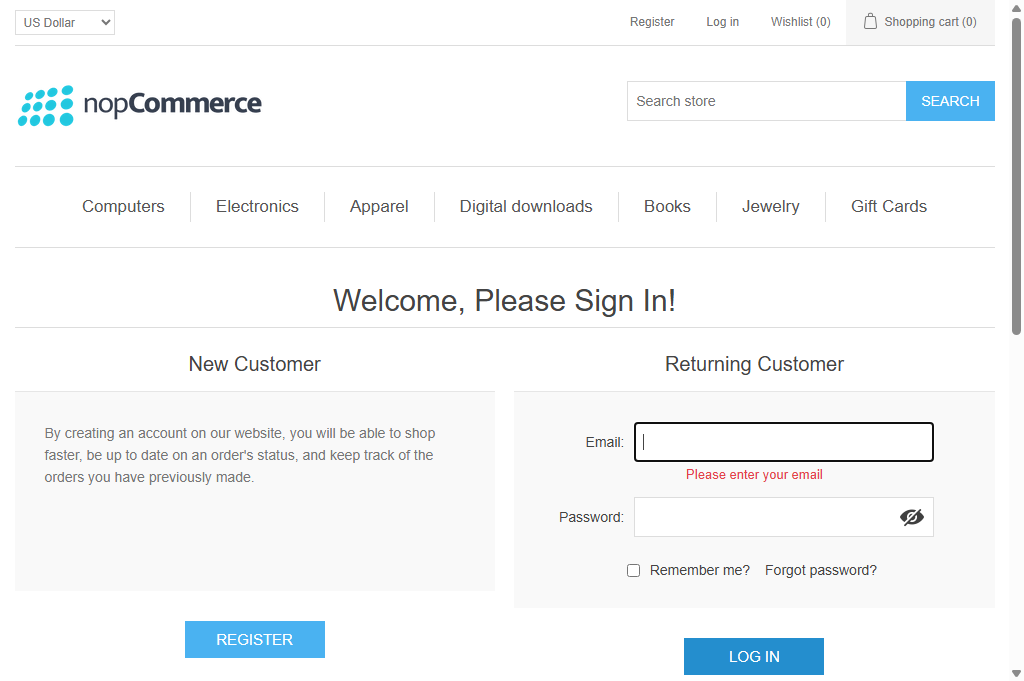 US Dollar
Register
Log in
Wishlist (0)
Shopping cart (0)
nopCommerce
Search store
SEARCH
Computers
Electronics
Apparel
Digital downloads
Books
Jewelry
Gift Cards
Welcome, Please Sign In!
New Customer
By creating an account on our website, you will be able to shop
faster, be up to date on an order's status, and keep track of the
orders you have previously made.
REGISTER
Returning Customer
Email:
Please enter your email
Password:
Remember me?
Forgot password?
LOG IN